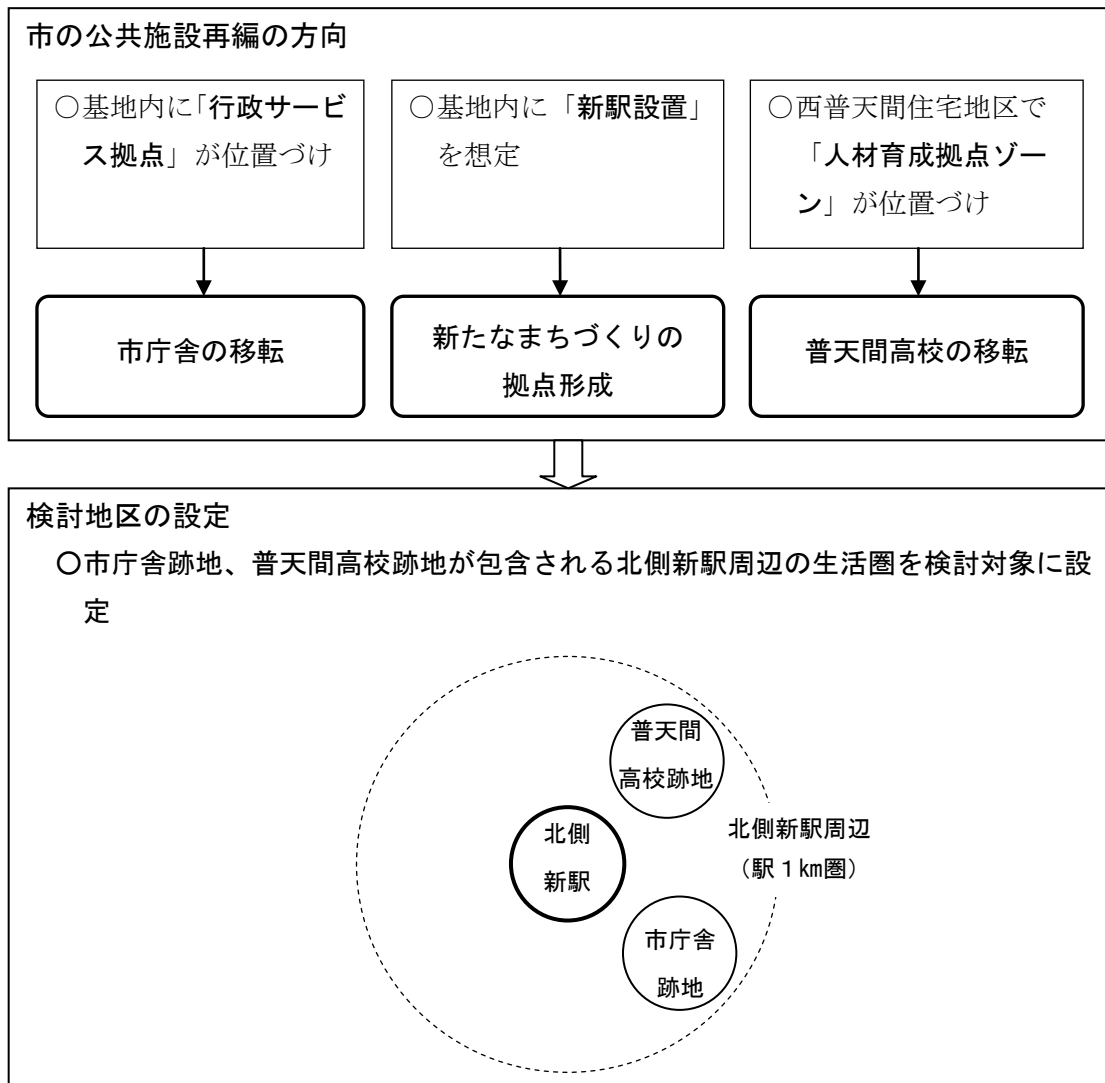 市の公共施設再編の方向
○基地内に「行政サービ
ス拠点」が位置づけ
○基地内に「新駅設置」
を想定
○西普天間住宅地区で
「人材育成拠点ゾー
ン」が位置づけ
市庁舎の移転
新たなまちづくりの
拠点形成
普天間高校の移転
検討地区の設定
○市庁舎跡地、普天間高校跡地が包含される北側新駅周辺の生活圏を検討対象に設
定
普天間
高校跡地
北側
新駅
北側新駅周辺
（駅１㎞圏）
市庁舎
跡地